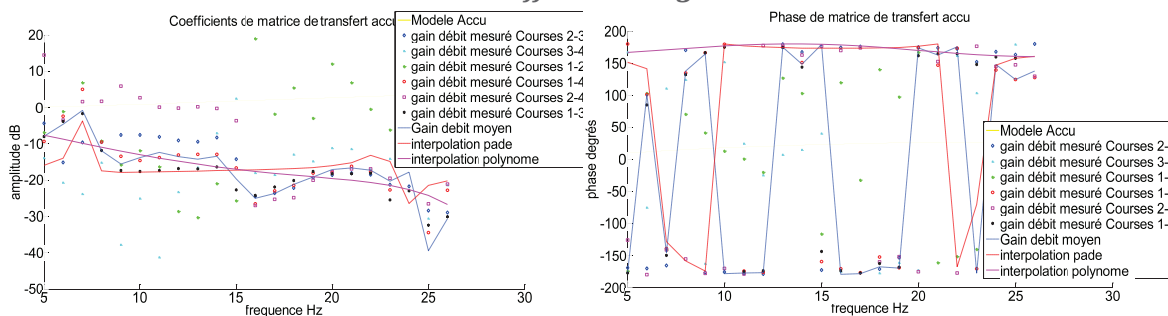 Coefficients de matrice de transfert accu
20
10
0
-10
-20
-30
-40
-50
amplitude dB
5
10
15
20
25
30
frequence Hz
Modele Accu
gain débit mesuré Courses 2-3
gain débit mesuré Courses 3-4
gain débit mesuré Courses 1-2
gain débit mesuré Courses 1-4
gain débit mesuré Courses 2-4
gain débit mesuré Courses 1-3
Gain debit moyen
interpolation pade
interpolation polynome
Phase de matrice de transfert accu
200
150
100
50
0
-50
-100
-150
-200
phase degrés
5
10
15
20
25
30
frequence Hz
Modele Accu
gain débit mesuré Courses 2-
gain débit mesuré Courses 3-
gain débit mesuré Courses 1-
gain débit mesuré Courses 1-
gain débit mesuré Courses 2-
gain débit mesuré Courses 1-
Gain debit moyen
interpolation pade
interpolation polynome